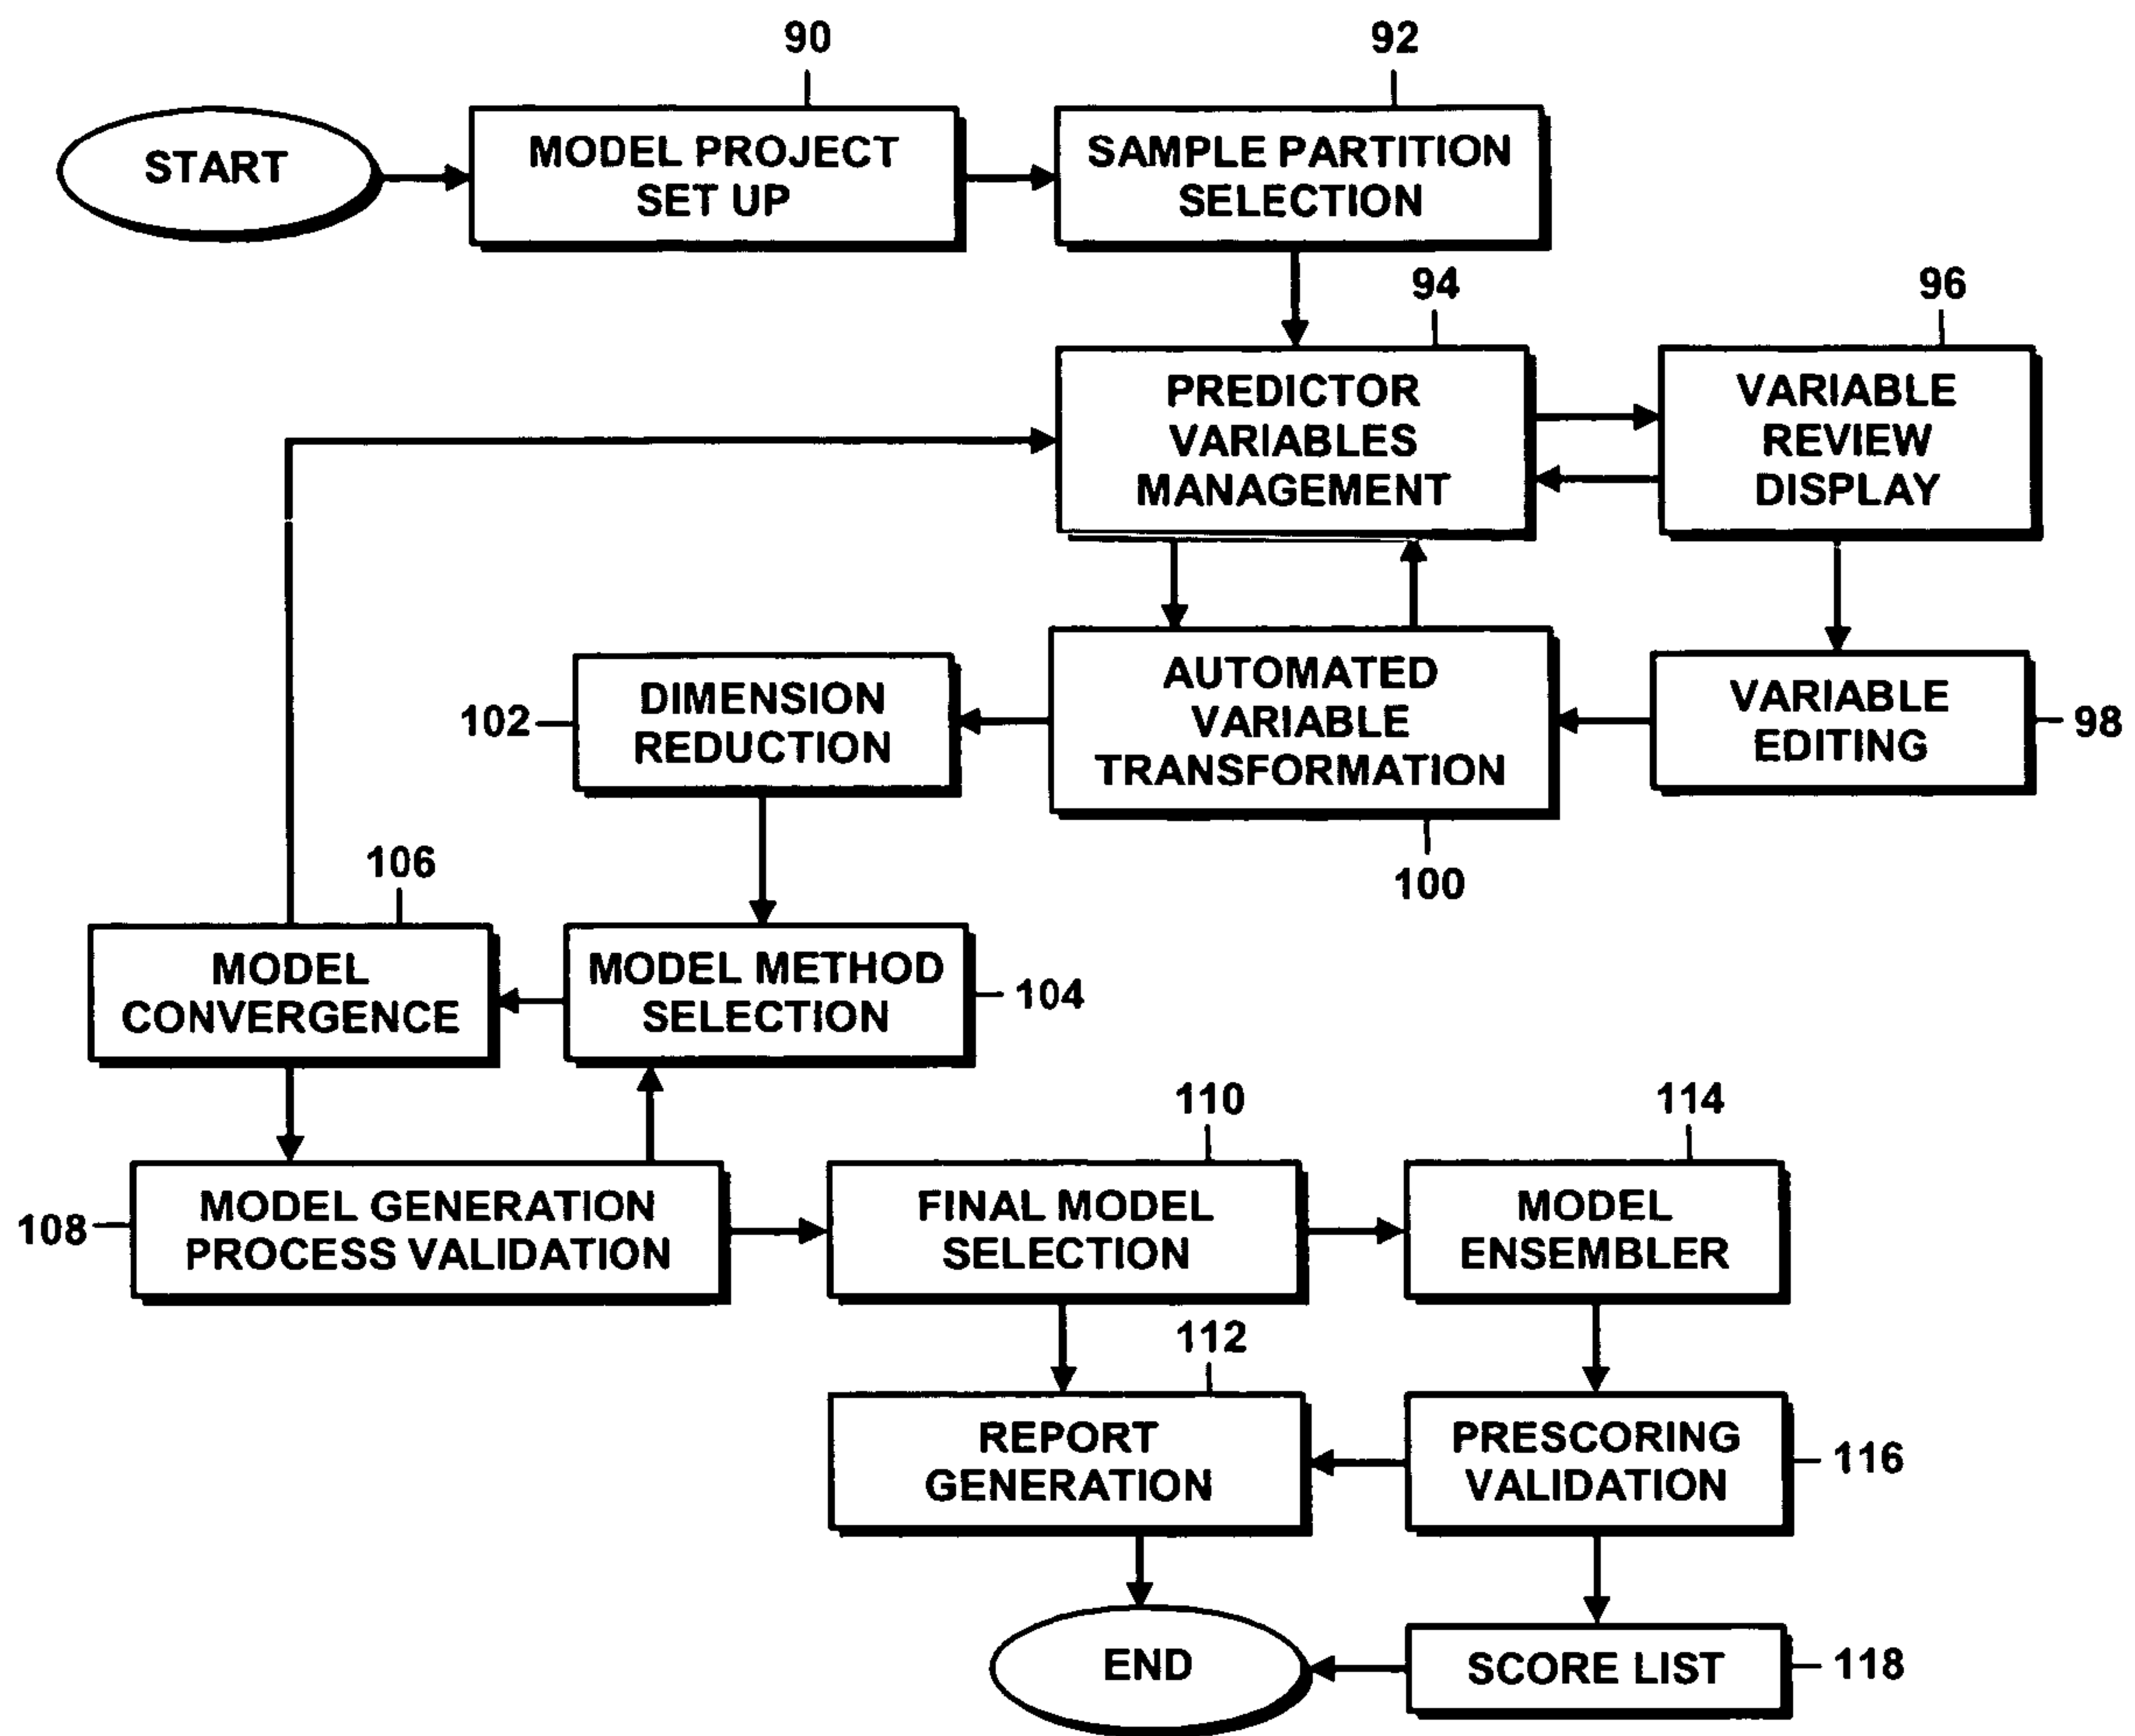 90
92
START
MODEL PROJECT
SET UP
SAMPLE PARTITION
SELECTION
94
96
PREDICTOR
VARIABLES
MANAGEMENT
VARIABLE
REVIEW
DISPLAY
102
DIMENSION
REDUCTION
AUTOMATED
VARIABLE
TRANSFORMATION
VARIABLE
EDITING
98
100
106
MODEL
CONVERGENCE
MODEL METHOD
SELECTION
104
110
114
108
MODEL GENERATION
PROCESS VALIDATION
FINAL MODEL
SELECTION
MODEL
ENSEMBLER
112
REPORT
GENERATION
PRESCORING
VALIDATION
116
END
SCORE LIST
118